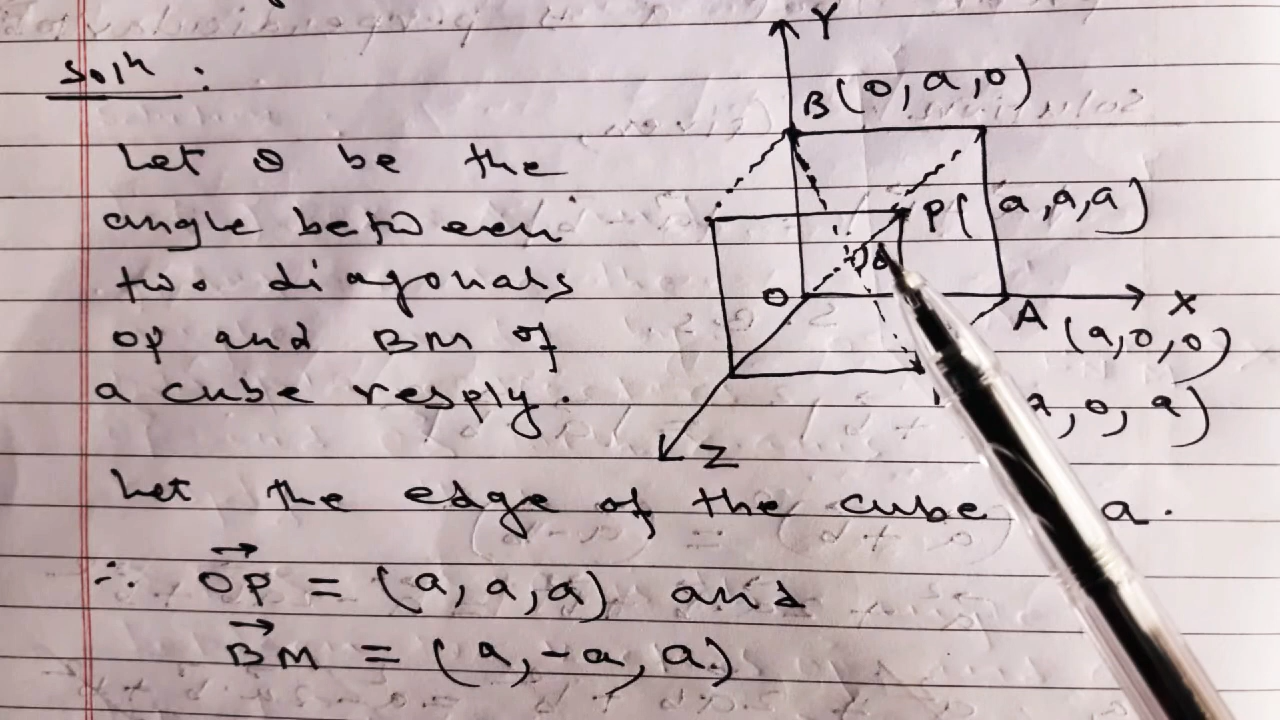 Soln:
Let θ be the
angle between
two diagonals
OP and BM of
a cube resply.
Y
B(0,a,0)
P(a,a,a)
θ
O
X
A
(a,0,0)
,0,a)
Z
Let the edge of the cube a.
∴ OP→ = (a,a,a) and
BM→ = (a,-a,a)